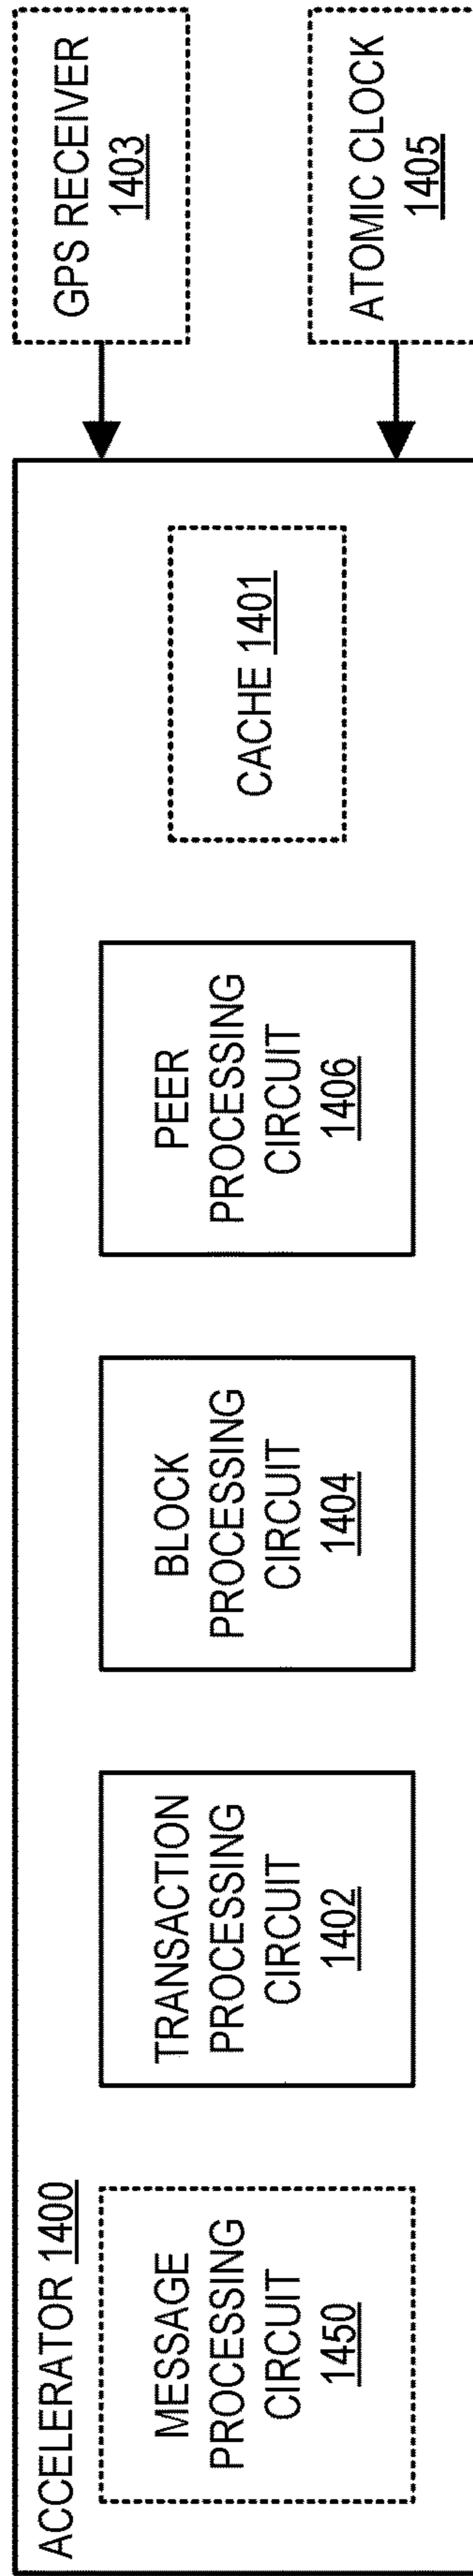 ACCELERATOR 1400
MESSAGE
PROCESSING
CIRCUIT
1450
TRANSACTION
PROCESSING
CIRCUIT
1402
BLOCK
PROCESSING
CIRCUIT
1404
PEER
PROCESSING
CIRCUIT
1406
CACHE 1401
GPS RECEIVER
1403
ATOMIC CLOCK
1405